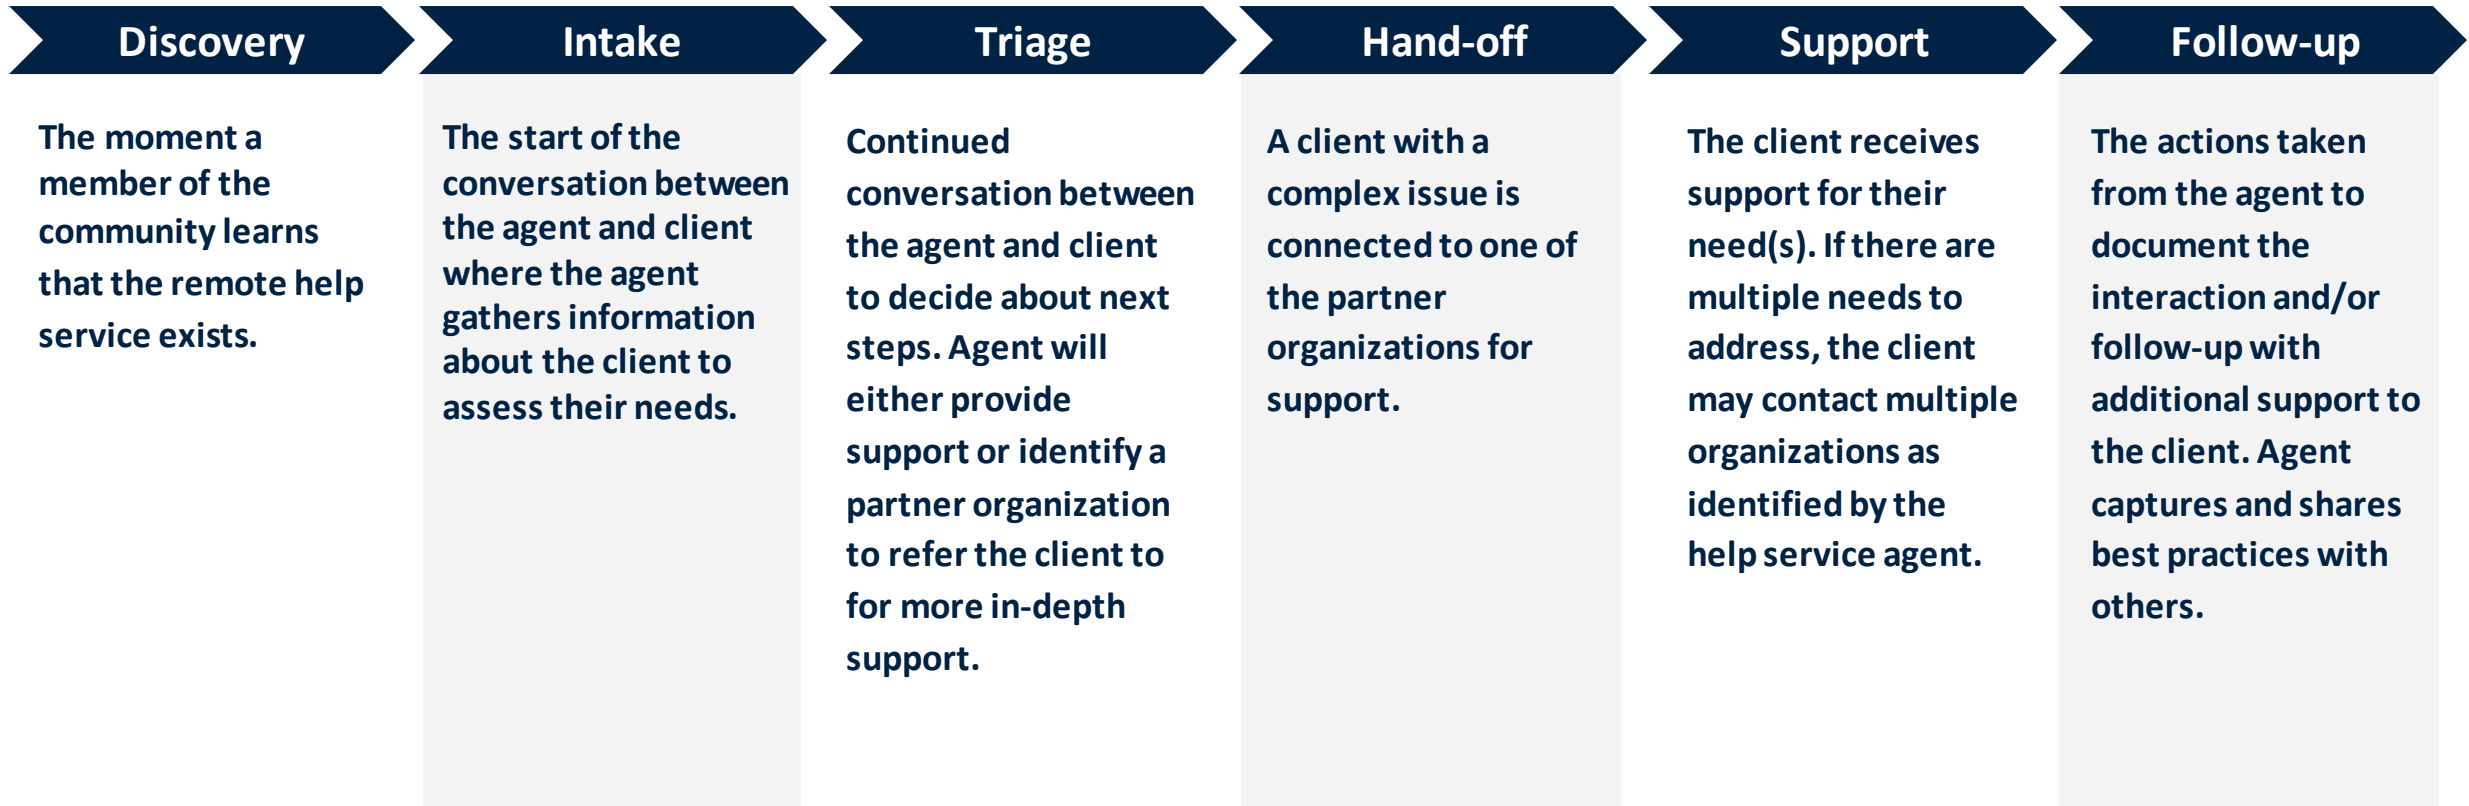 Discovery
Intake
Triage
Hand-off
Support
Follow-up
The moment a
member of the
community learns
that the remote help
service exists.
The start of the
conversation between
the agent and client
where the agent
gathers information
about the client to
assess their needs.
Continued
conversation between
the agent and client
to decide about next
steps. Agent will
either provide
support or identify a
partner organization
to refer the client to
for more in-depth
support.
A client with a
complex issue is
connected to one of
the partner
organizations for
support.
The client receives
support for their
need(s). If there are
multiple needs to
address, the client
may contact multiple
organizations as
identified by the
help service agent.
The actions taken
from the agent to
document the
interaction and/or
follow-up with
additional support to
the client. Agent
captures and shares
best practices with
others.